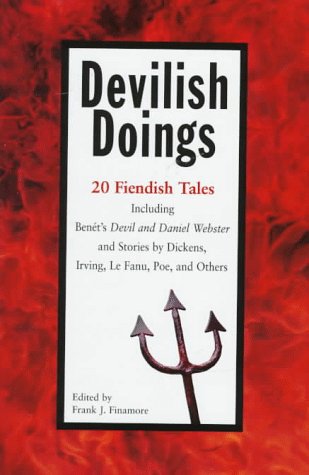 Devilish
Doings
20 Fiendish Tales
Including
Benét's Devil and Daniel Webster
and Stories by Dickens,
Irving, Le Fanu, Poe, and Others
Edited by
Frank J. Finamore